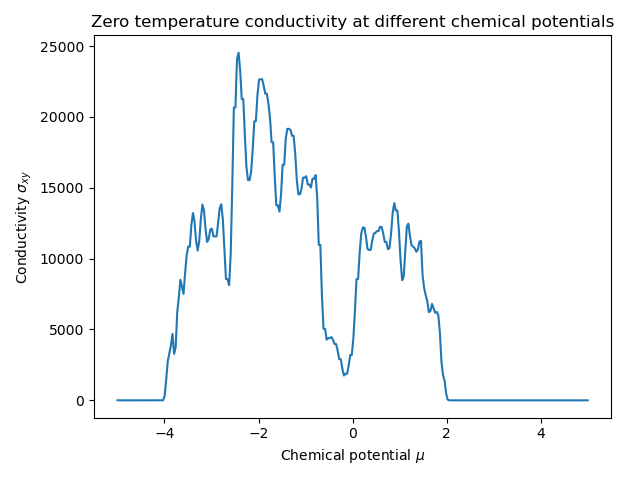 Zero temperature conductivity at different chemical potentials
25000
20000
15000
10000
5000
0
Conductivity σxy
−4 −2 0 2 4
Chemical potential μ